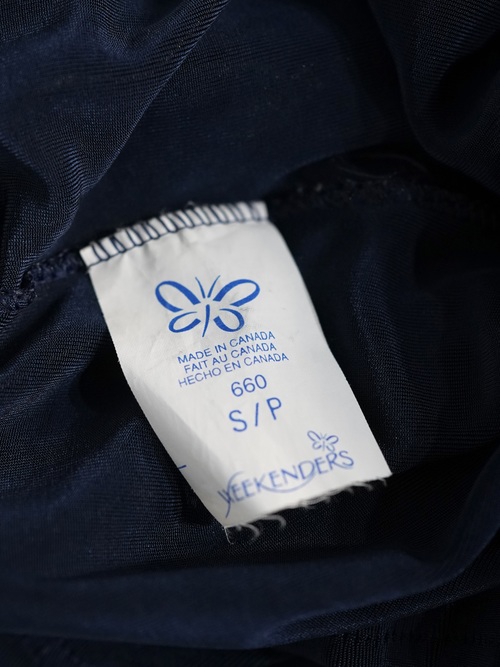 MADE IN CANADA
FAIT AU CANADA
HECHO EN CANADA
660
S/P
WEEKENDERS